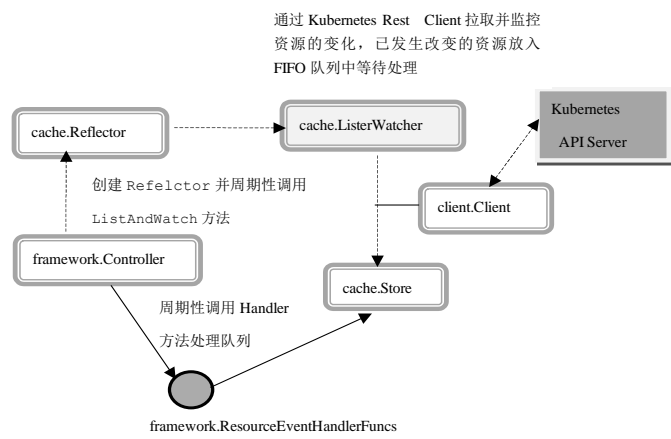 通过 Kubernetes Rest Client 拉取并监控
资源的变化，已发生改变的资源放入
FIFO 队列中等待处理
Kubernetes
API Server
cache.Reflector
cache.ListerWatcher
创建 Refelctor 并周期性调用
ListAndWatch 方法
client.Client
framework.Controller
cache.Store
周期性调用 Handler
方法处理队列
framework.ResourceEventHandlerFuncs